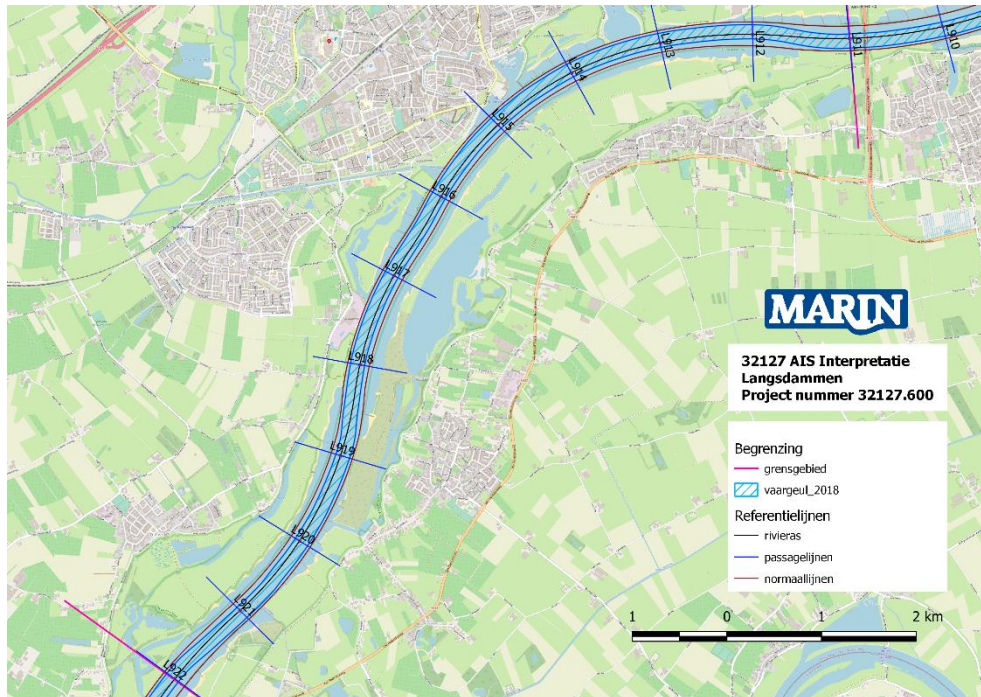 L910
L911
L912
L913
L914
L915
L916
L917
L918
L919
L920
L921
L922
MARIN
32127 AIS Interpretatie
Langsdammen
Project nummer 32127.600
Begrenzing
grensgebied
vaargeul_2018
Referentielijnen
rivieras
passagelijnen
normaallijnen
1 0 1 2 km